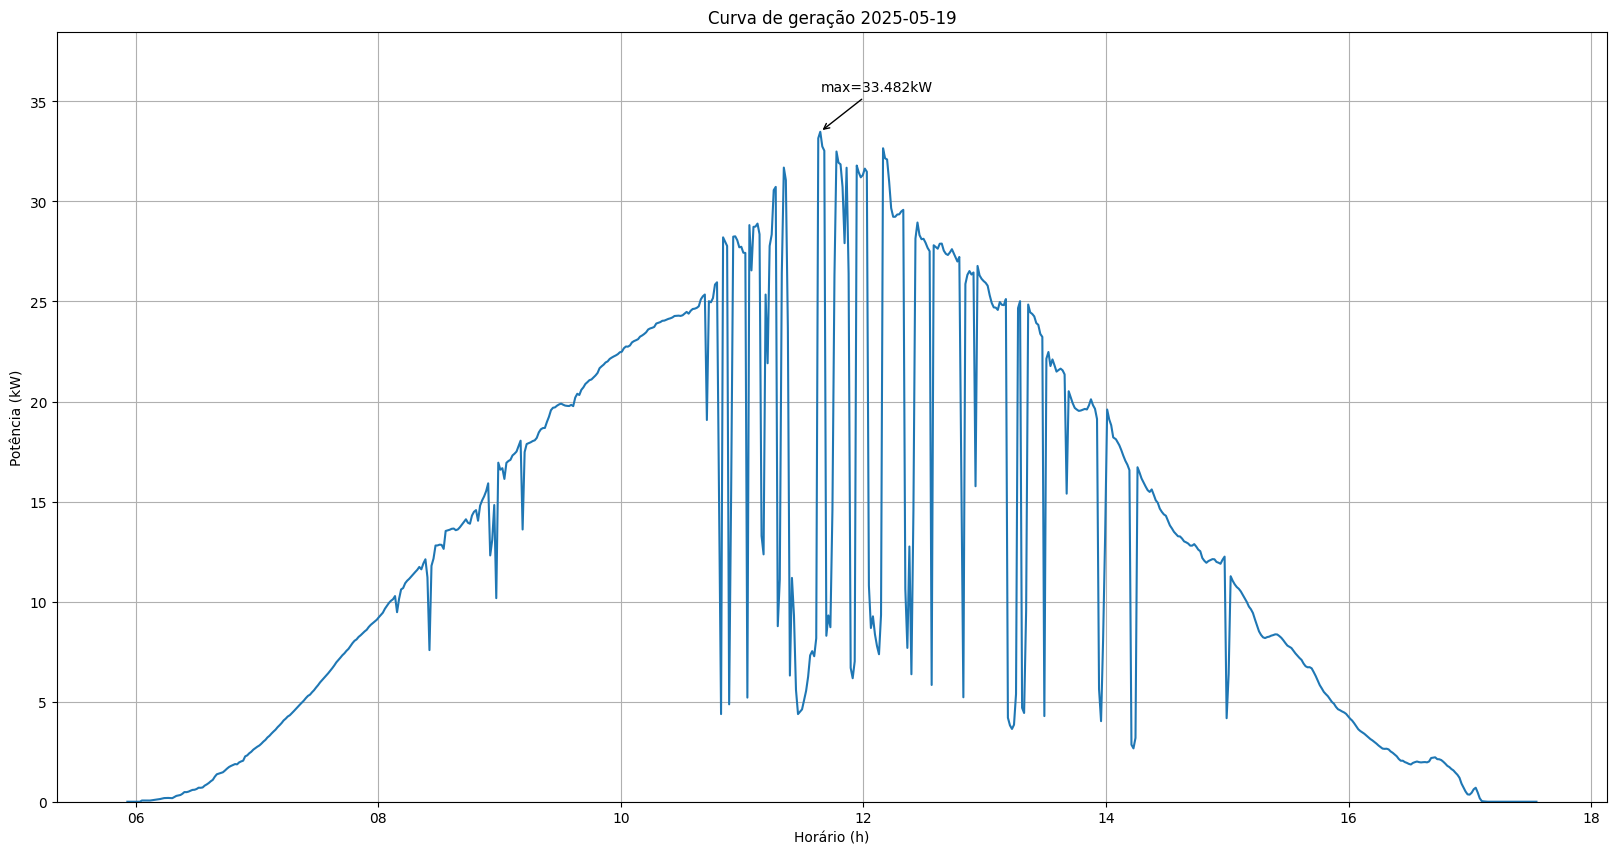 Curva de geração 2025-05-19
max=33.482kW
Potência (kW)
35
30
25
20
15
10
5
0
06 08 10 12 14 16 18
Horário (h)